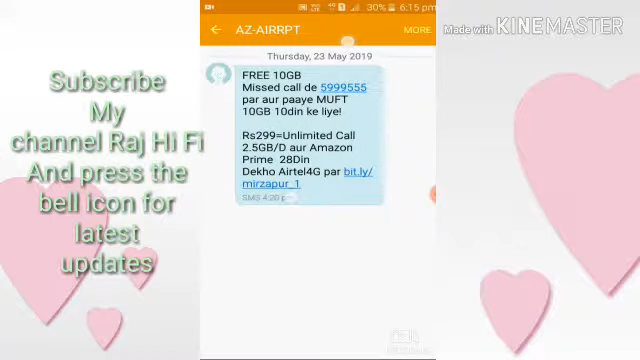 6:15 pm
30%
AZ-AIRRPT
MORE
Made with KINEMASTER
Thursday, 23 May 2019
FREE 10GB
Missed call de 5999555
par aur paaye MUFT
10GB 10din ke liye!
Rs299=Unlimited Call
2.5GB/D aur Amazon
Prime 28Din
Dekho Airtel4G par bit.ly/
mirzapur_1
SMS 4:20 p
Subscribe
My
channel Raj Hi Fi
And press the
bell icon for
latest
updates